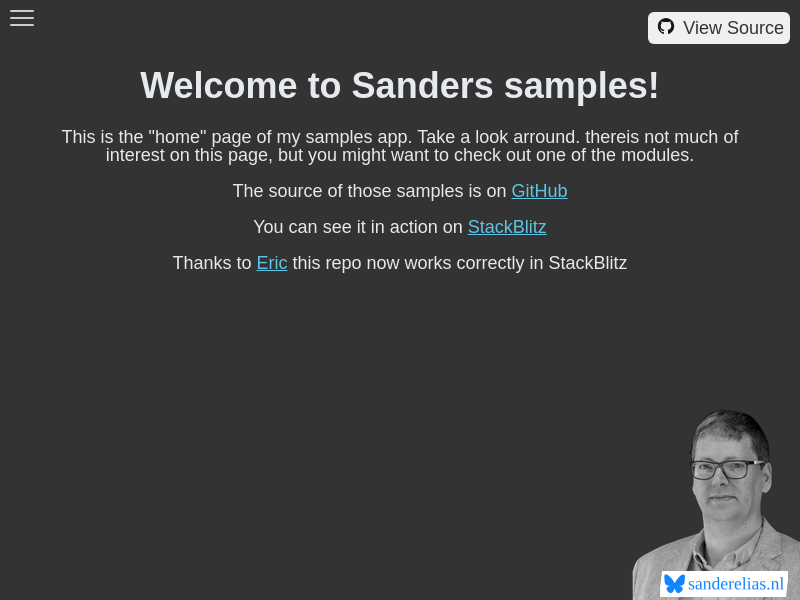 View Source
Welcome to Sanders samples!
This is the "home" page of my samples app. Take a look arround. thereis not much of
interest on this page, but you might want to check out one of the modules.
The source of those samples is on GitHub
You can see it in action on StackBlitz
Thanks to Eric this repo now works correctly in StackBlitz
sanderelias.nl